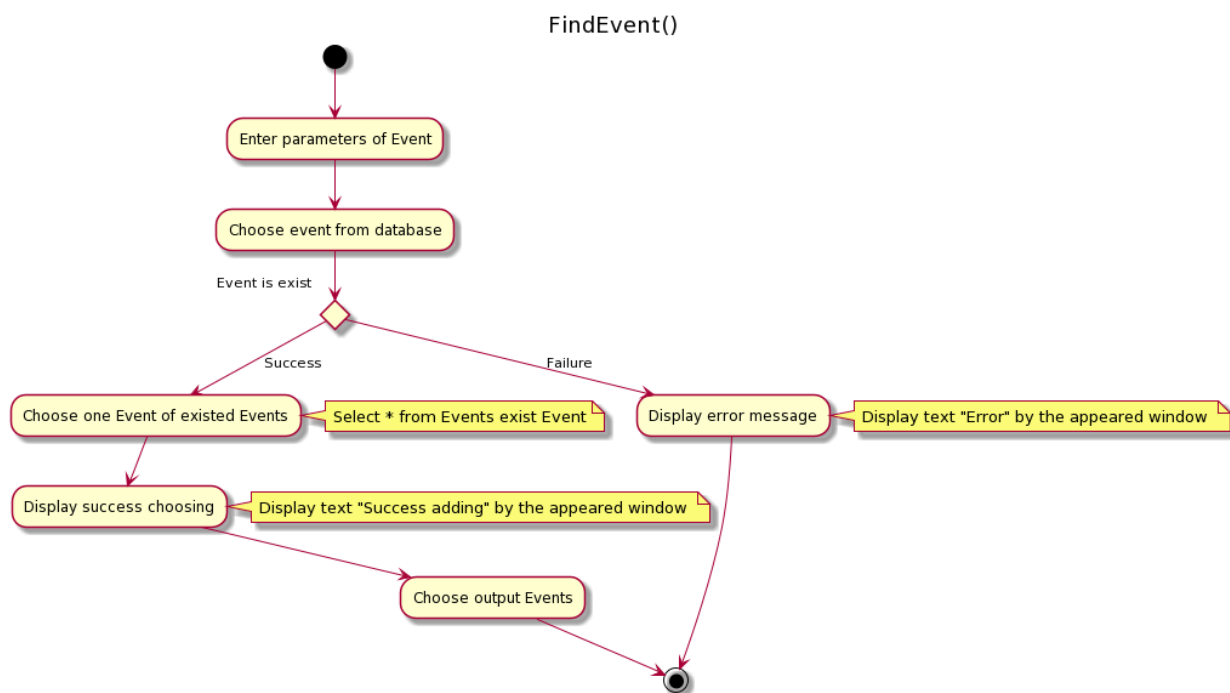 FindEvent()
Enter parameters of Event
Choose event from database
Event is exist
Success
Failure
Choose one Event of existed Events
Select * from Events exist Event
Display error message
Display text "Error" by the appeared window
Display success choosing
Display text "Success adding" by the appeared window
Choose output Events